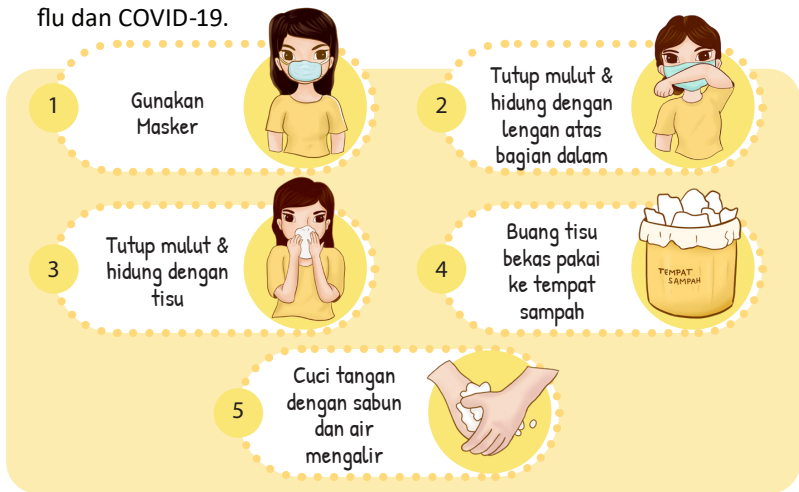 flu dan COVID-19.
1
Gunakan
Masker
2
Tutup mulut &
hidung dengan
lengan atas
bagian dalam
3
Tutup mulut &
hidung dengan
tisu
4
Buang tisu
bekas pakai
ke tempat
sampah
TEMPAT
SAMPAH
5
Cuci tangan
dengan sabun
dan air
mengalir